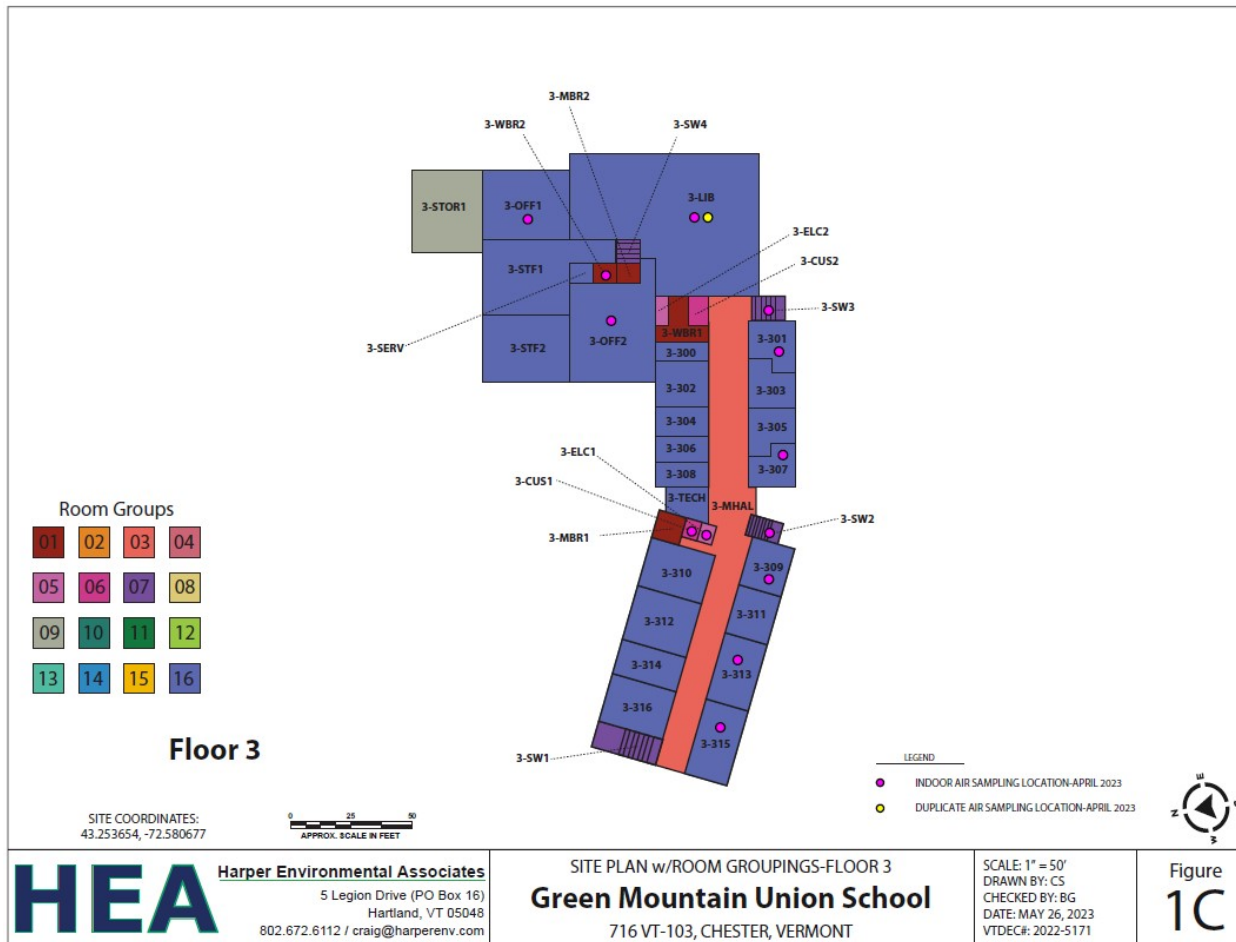 3-MBR2
3-WBR2
3-SW4
3-STOR1
3-OFF1
3-LIB
3-ELC2
3-CUS2
3-STF1
3-SW3
3-WBR1
3-SERV
3-STF2
3-OFF2
3-300
3-301
3-302
3-303
3-304
3-305
3-306
3-ELC1
3-308
3-307
3-CUS1
3-TECH
3-MHAL
3-SW2
3-MBR1
3-309
3-310
3-311
3-312
3-313
3-314
3-316
3-315
3-SW1
Room Groups
01 02 03 04
05 06 07 08
09 10 11 12
13 14 15 16
Floor 3
SITE COORDINATES:
43.253654, -72.580677
0 25 50
APPROX. SCALE IN FEET
LEGEND
INDOOR AIR SAMPLING LOCATION-APRIL 2023
DUPLICATE AIR SAMPLING LOCATION-APRIL 2023
E
N
W
HEA
Harper Environmental Associates
5 Legion Drive (PO Box 16)
Hartland, VT 05048
802.672.6112 / craig@harperenv.com
SITE PLAN w/ROOM GROUPINGS-FLOOR 3
Green Mountain Union School
716 VT-103, CHESTER, VERMONT
SCALE: 1" = 50'
DRAWN BY: CS
CHECKED BY: BG
DATE: MAY 26, 2023
VTDEC#: 2022-5171
Figure
1C